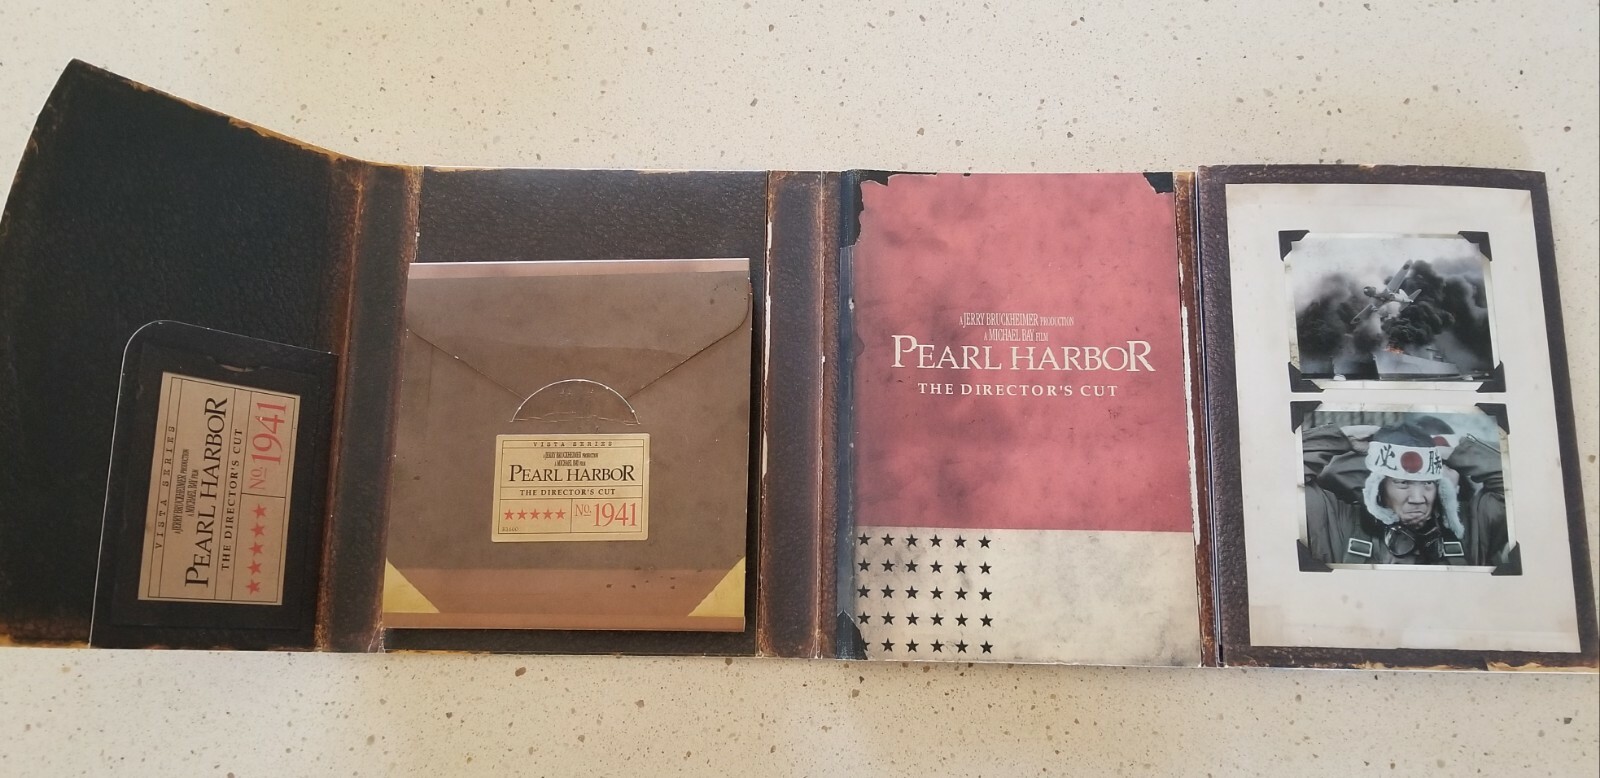 VISTA SERIES
A JERRY BRUCKHEIMER PRODUCTION
A MICHAEL BAY FILM
PEARL HARBOR
THE DIRECTOR'S CUT
★★★★★
No. 1941
VISTA SERIES
A JERRY BRUCKHEIMER PRODUCTION
A MICHAEL BAY FILM
PEARL HARBOR
THE DIRECTOR'S CUT
★★★★★
No. 1941
A JERRY BRUCKHEIMER PRODUCTION
A MICHAEL BAY FILM
PEARL HARBOR
THE DIRECTOR'S CUT
必勝